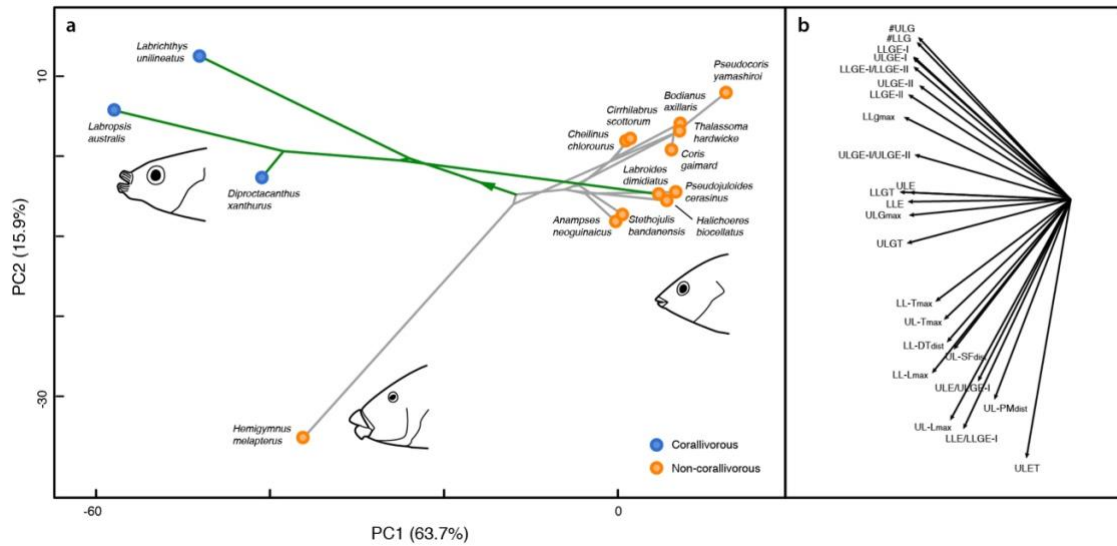 a
Labrichthys
unilineatus
Labropsis
australis
Diproctacanthus
xanthurus
Hemigymnus
melapterus
Pseudocoris
yamashiroi
Bodianus
axillaris
Cirrhilabrus
scottorum
Cheilinus
chlorourus
Thalassoma
hardwicke
Coris
gaimard
Labroides
dimidiatus
Pseudojuloides
cerasinus
Anampses
neoguinaicus
Stethojulis
bandanensis
Halichoeres
biocellatus
Corallivorous
Non-corallivorous
10
-30
PC2 (15.9%)
-60
0
PC1 (63.7%)
b
#ULG
#LLG
LLGE-I
ULGE-I
LLGE-I/LLGE-II
ULGE-II
LLGE-II
LLgmax
ULGE-I/ULGE-II
ULE
LLGT
LLE
ULGmax
ULGT
LL-Tmax
UL-Tmax
LL-DTdist
UL-SFdist
LL-Lmax
ULE/ULGE-I
UL-PMdist
UL-Lmax
LLE/LLGE-I
ULET